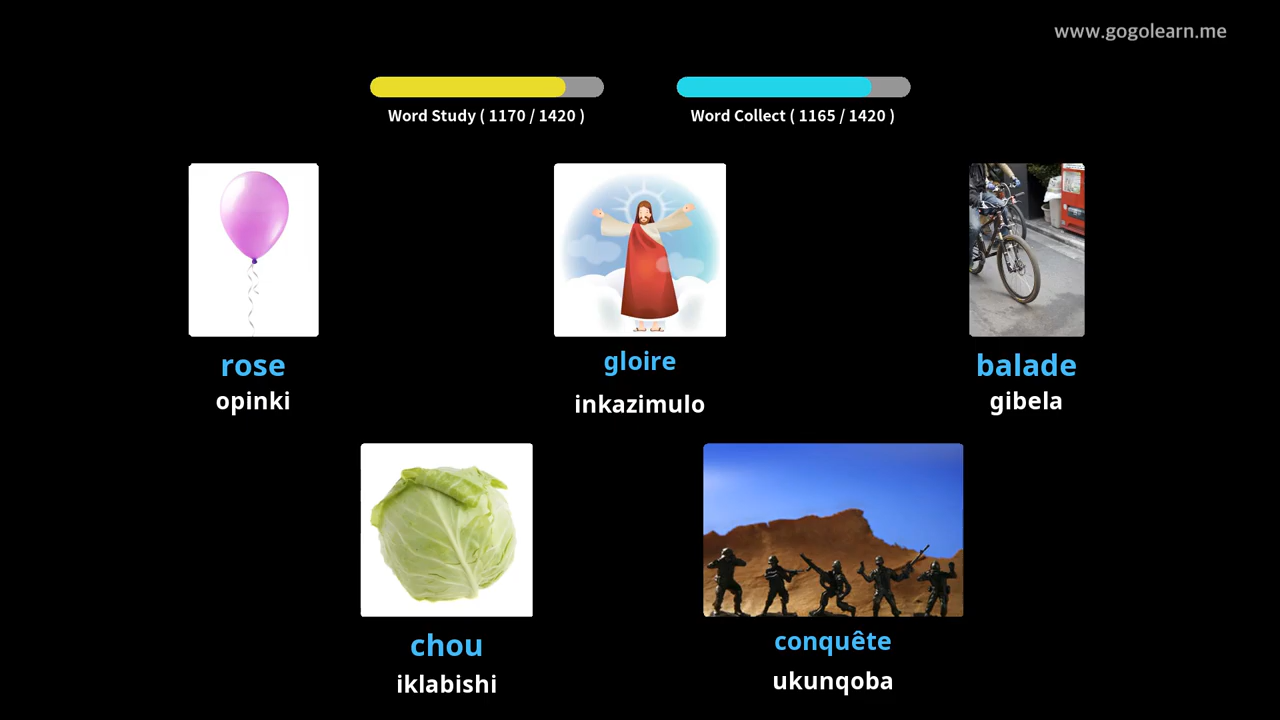 www.gogolearn.me
Word Study ( 1170 / 1420 )
Word Collect ( 1165 / 1420 )
rose
opinki
gloire
inkazimulo
balade
gibela
chou
iklabishi
conquête
ukunqoba